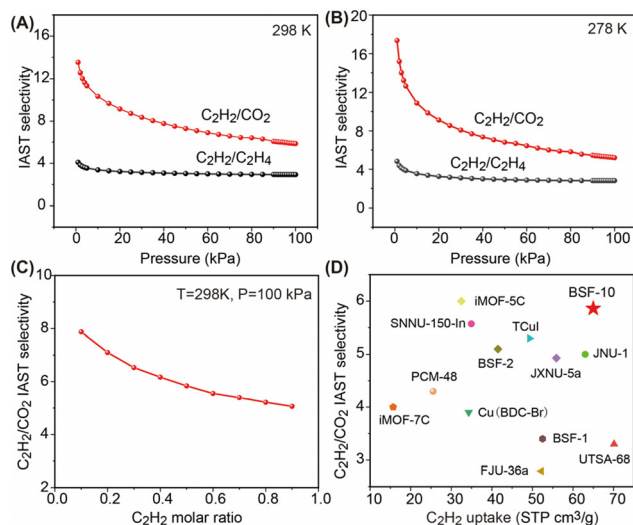 (A)
298 K
IAST selectivity
16
12
8
4
0
C₂H₂/CO₂
C₂H₂/C₂H₄
0 20 40 60 80 100
Pressure (kPa)
(B)
278 K
IAST selectivity
20
16
12
8
4
0
C₂H₂/CO₂
C₂H₂/C₂H₄
0 20 40 60 80 100
Pressure (kPa)
(C)
T=298K, P=100 kPa
C₂H₂/CO₂ IAST selectivity
10
8
6
4
2
0.0 0.2 0.4 0.6 0.8 1.0
C₂H₂ molar ratio
(D)
C₂H₂/CO₂ IAST selectivity
6
5
4
3
BSF-10
iMOF-5C
SNNU-150-In
TCuI
BSF-2
JNU-1
JXNU-5a
PCM-48
iMOF-7C
Cu(BDC-Br)
BSF-1
UTSA-68
FJU-36a
10 20 30 40 50 60 70
C₂H₂ uptake (STP cm³/g)